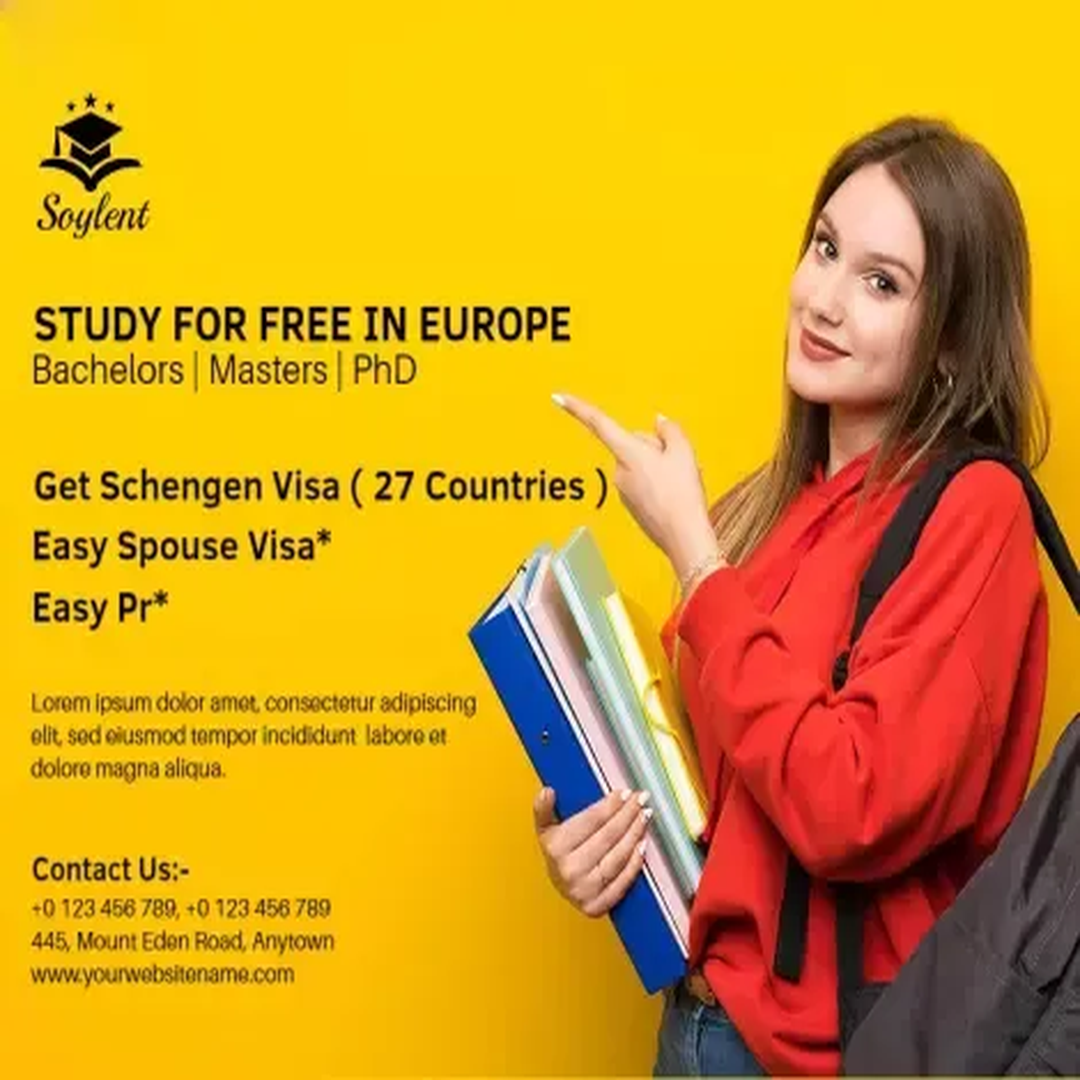 Soylent
STUDY FOR FREE IN EUROPE
Bachelors | Masters | PhD
Get Schengen Visa ( 27 Countries )
Easy Spouse Visa*
Easy Pr*
Lorem ipsum dolor amet, consectetur adipiscing
elit, sed eiusmod tempor incididunt labore et
dolore magna aliqua.
Contact Us:-
+0 123 456 789, +0 123 456 789
445, Mount Eden Road, Anytown
www.yourwebsitename.com